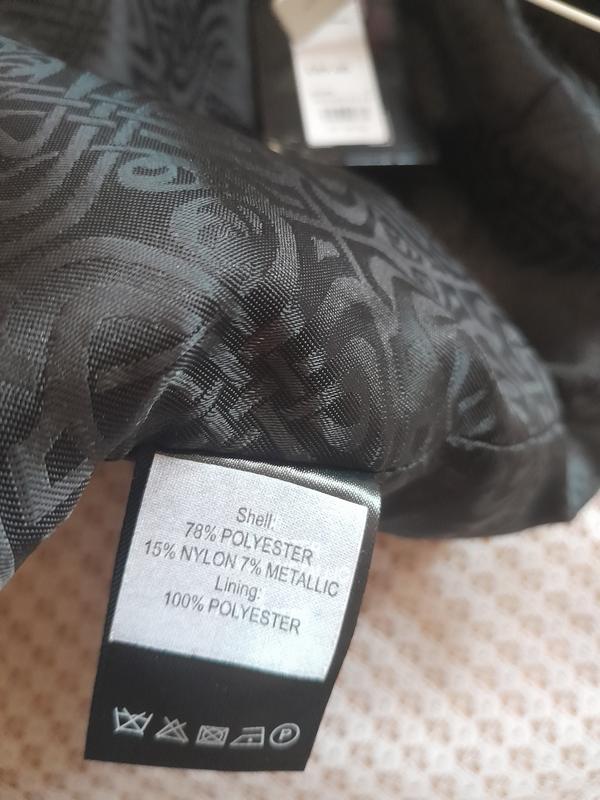 Shell:
78% POLYESTER
15% NYLON 7% METALLIC
Lining:
100% POLYESTER
P